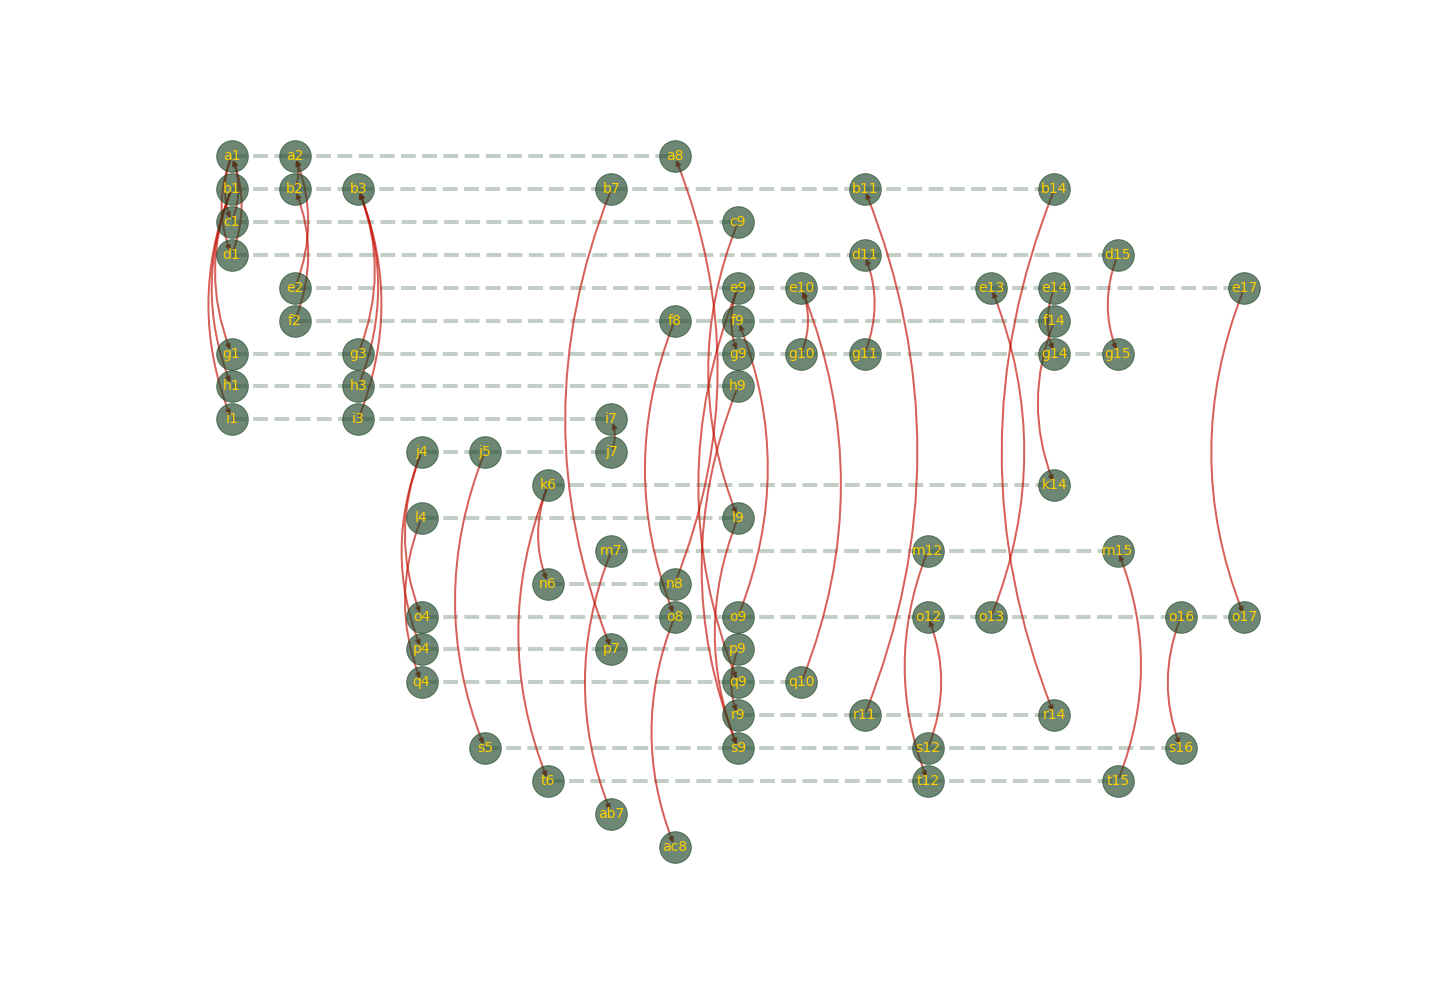 a1 a2 a8
b1 b2 b3 b7 b11 b14
c1 c9
d1 d11 d15
e2 e9 e10 e13 e14 e17
f2 f8 f9 f14
g1 g3 g9 g10 g11 g14 g15
h1 h3 h9
i1 i3 i7
j4 j5 j7
k6 k14
l4 l9
m7 m12 m15
n6 n8
o4 o8 o9 o12 o13 o16 o17
p4 p7 p9
q4 q9 q10
r9 r11 r14
s5 s9 s12 s16
t6 t12 t15
ab7
ac8